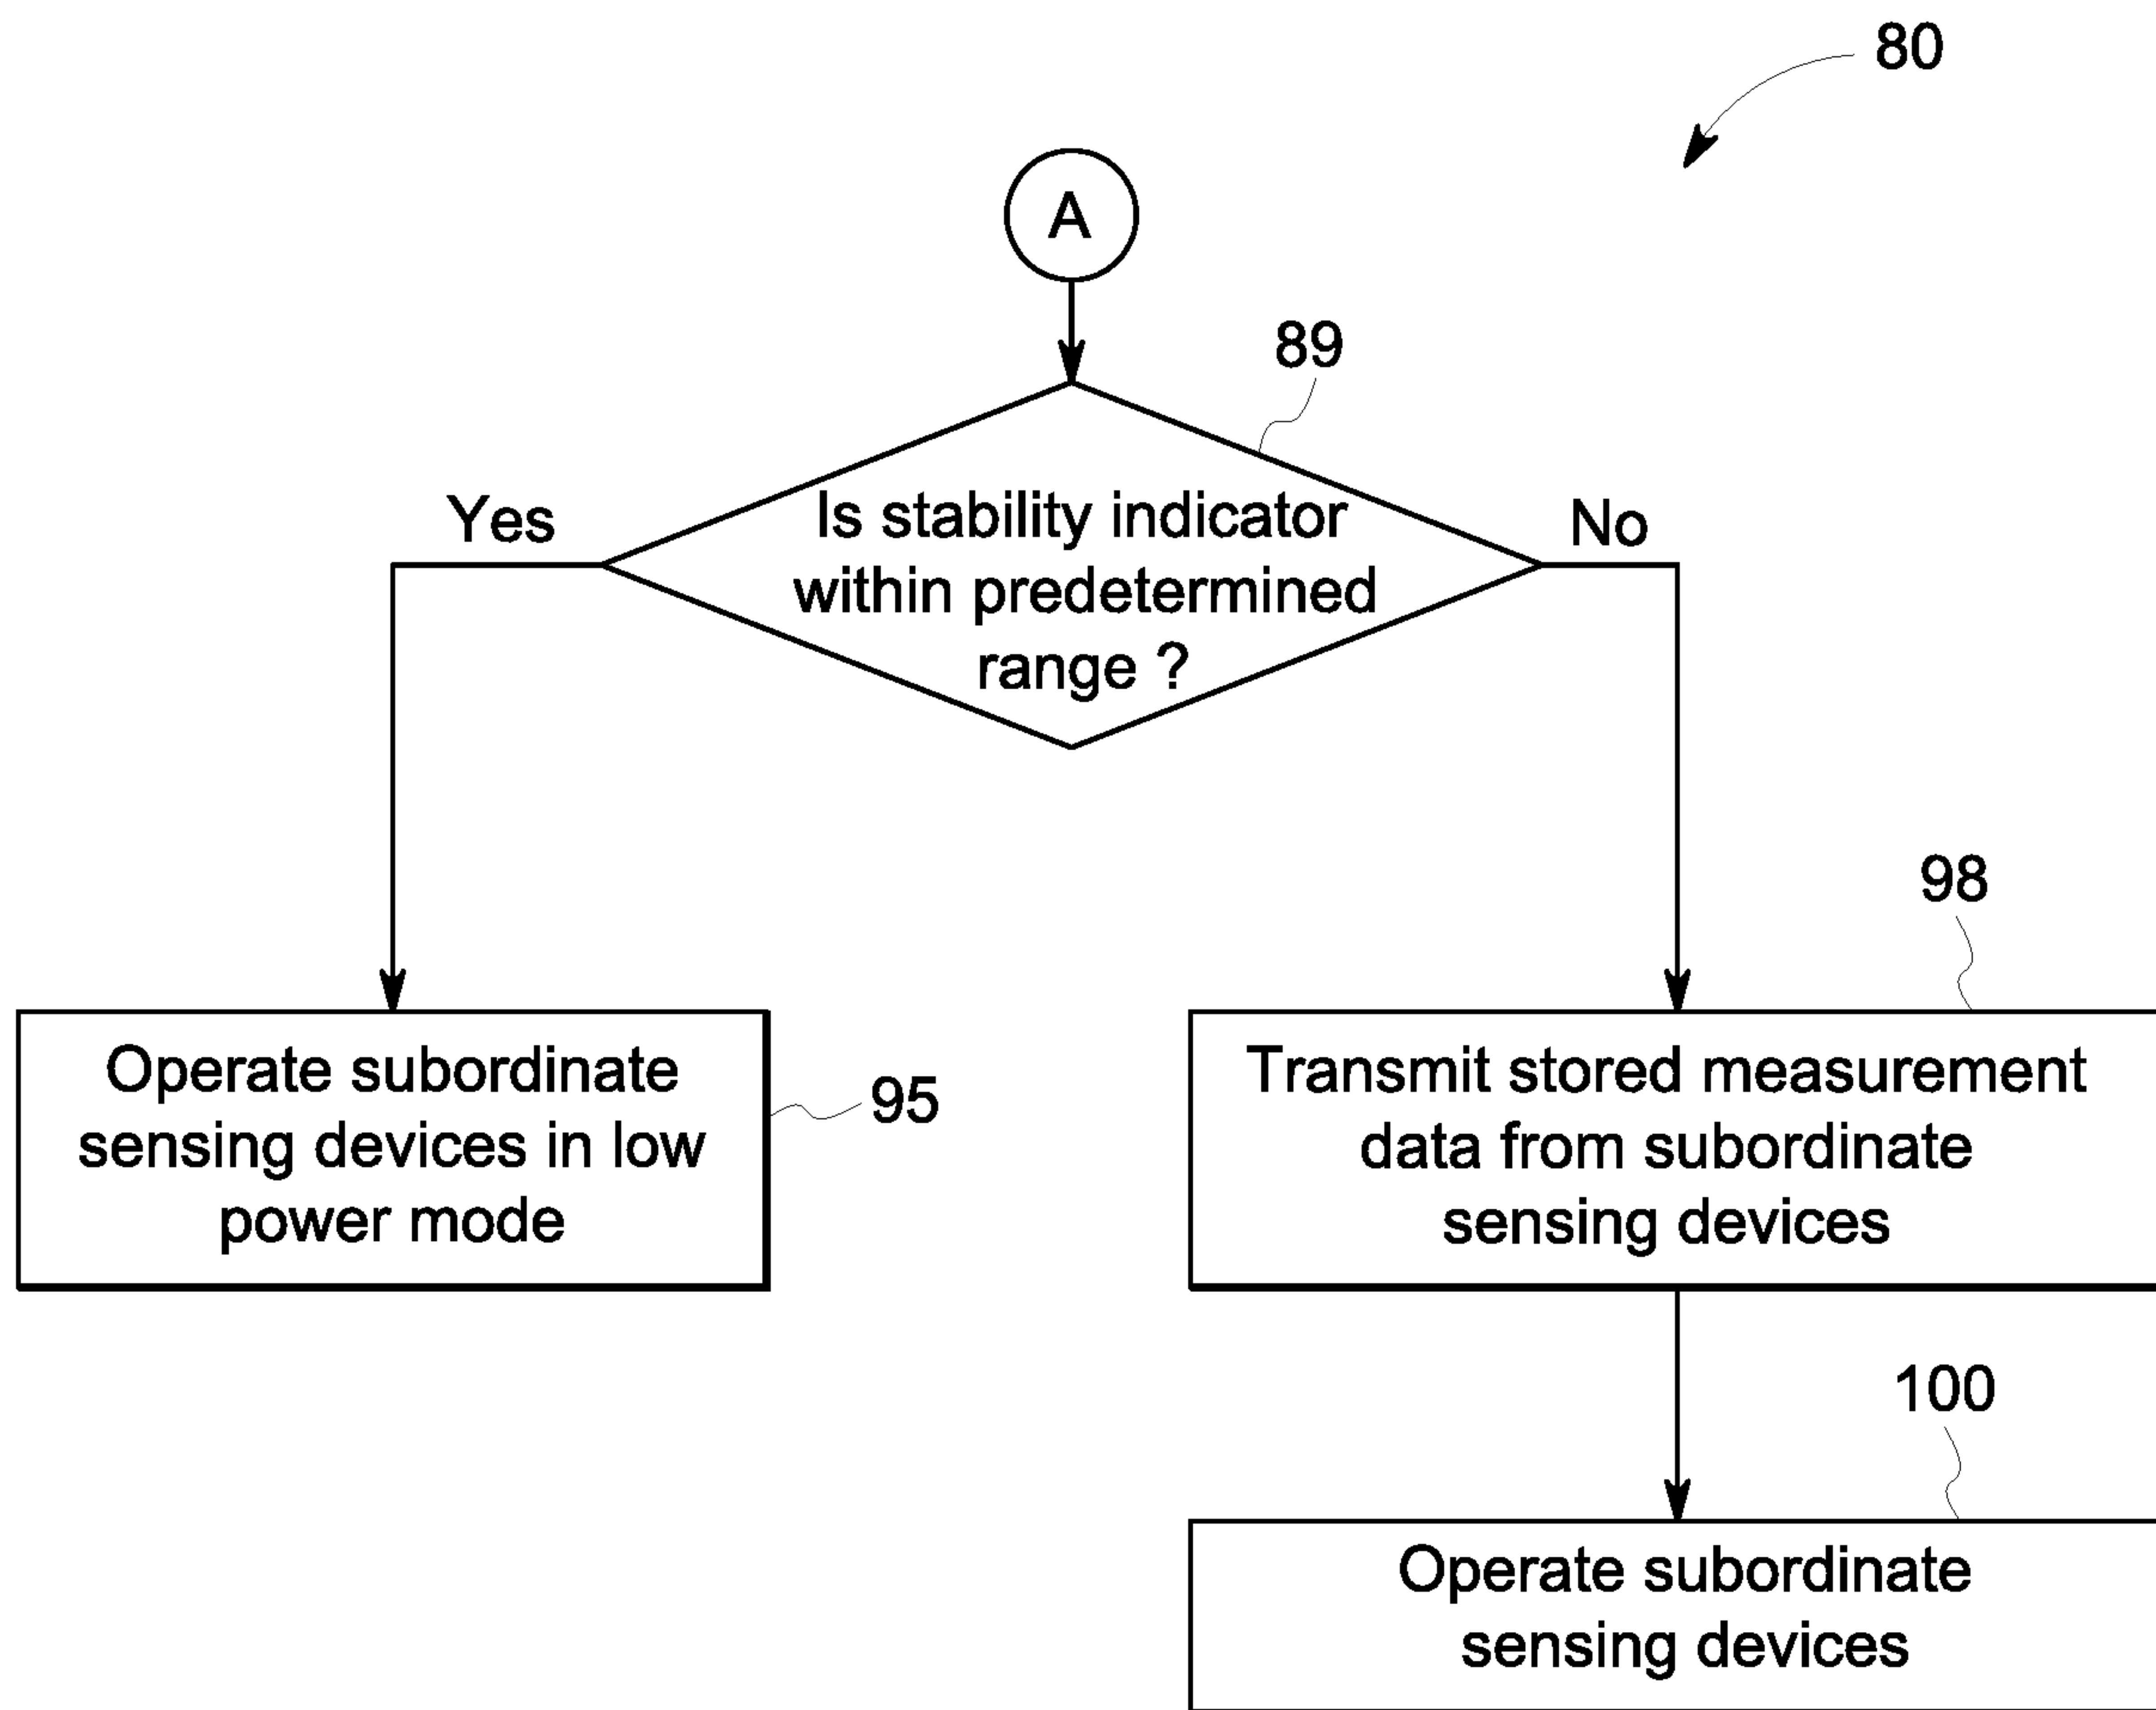 80
A
89
Yes
Is stability indicator
No
within predetermined
range ?
98
Operate subordinate
sensing devices in low
power mode
95
Transmit stored measurement
data from subordinate
sensing devices
100
Operate subordinate
sensing devices